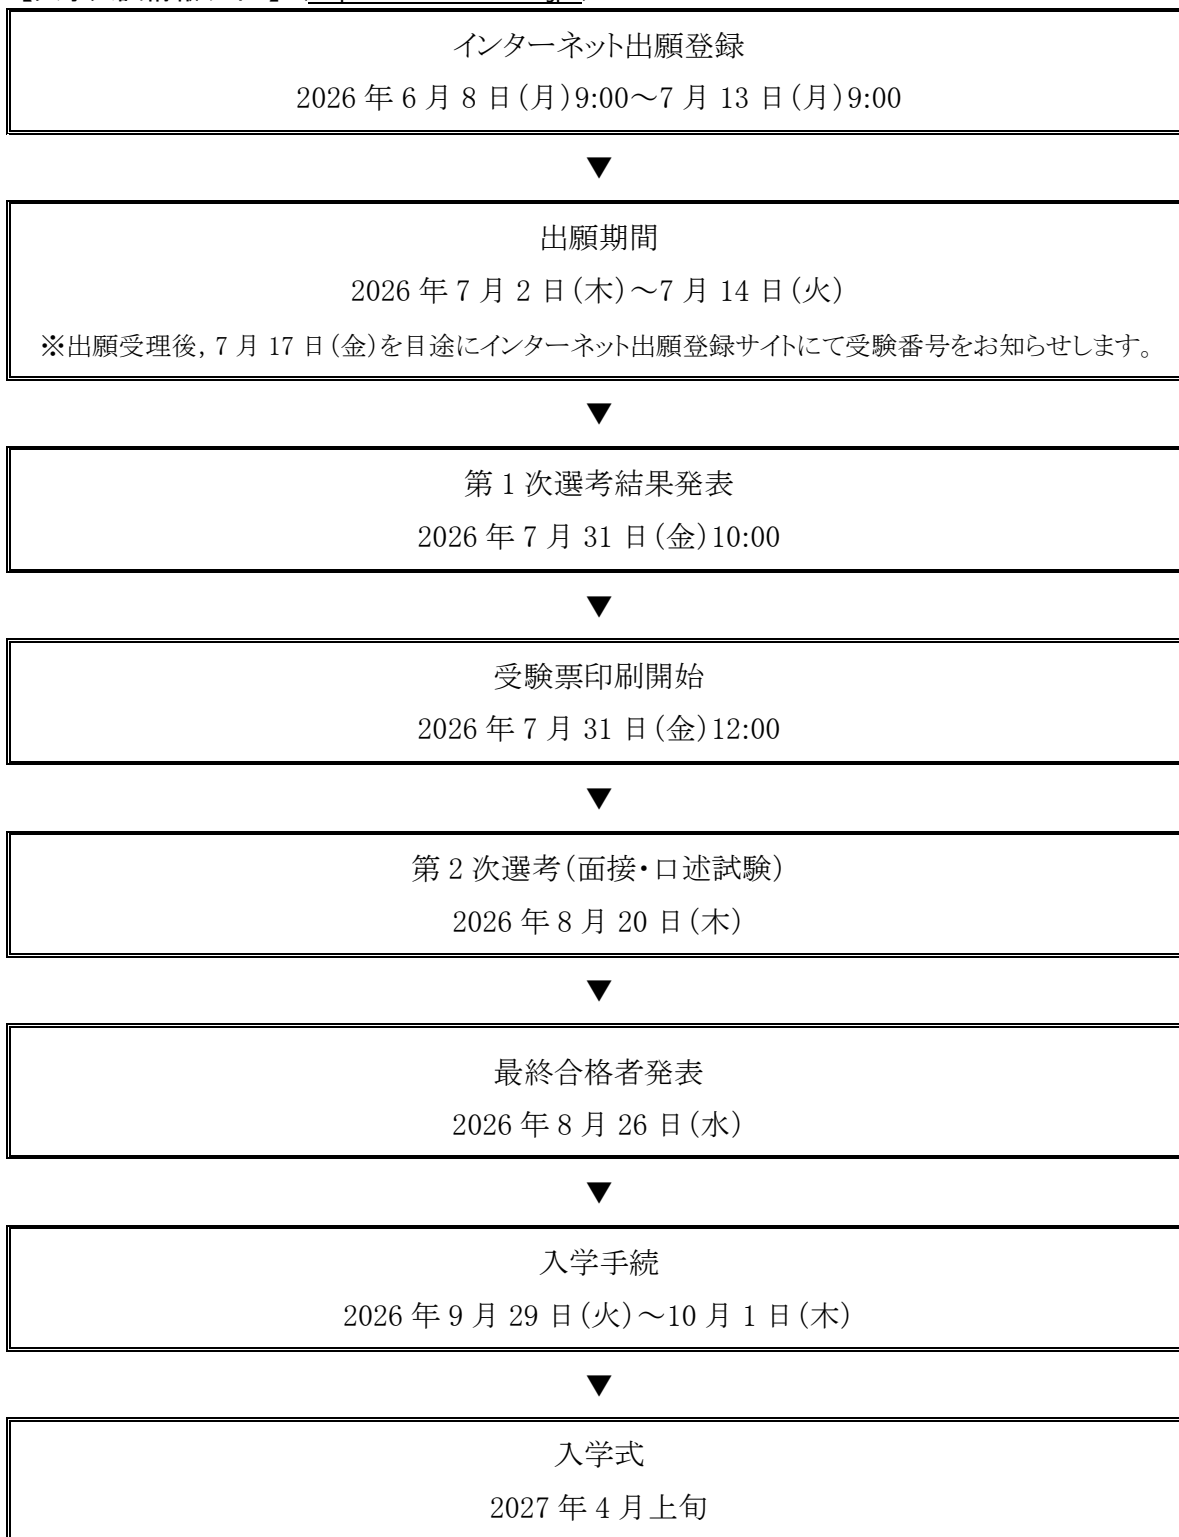 インターネット出願登録
2026 年 6 月 8 日(月)9:00～7 月 13 日(月)9:00
▼
出願期間
2026 年 7 月 2 日(木)～7 月 14 日(火)
※出願受理後, 7 月 17 日(金)を目途にインターネット出願登録サイトにて受験番号をお知らせします。
▼
第 1 次選考結果発表
2026 年 7 月 31 日(金)10:00
▼
受験票印刷開始
2026 年 7 月 31 日(金)12:00
▼
第 2 次選考(面接・口述試験)
2026 年 8 月 20 日(木)
▼
最終合格者発表
2026 年 8 月 26 日(水)
▼
入学手続
2026 年 9 月 29 日(火)～10 月 1 日(木)
▼
入学式
2027 年 4 月上旬